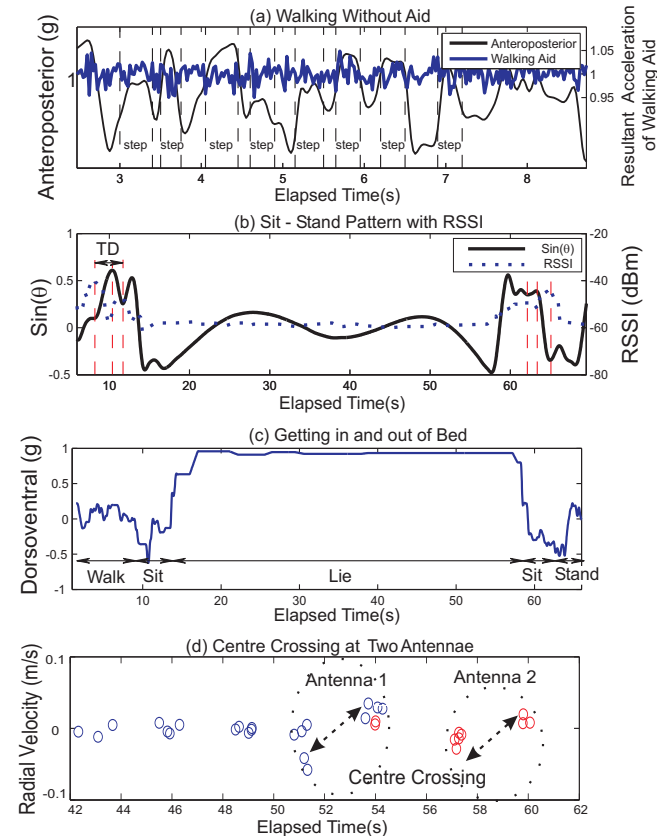 (a) Walking Without Aid
Anteroposter
Walking Aid
Anteroposterior (g)
1
1.05
1
0.95
Resultant Acceleration
of Walking Aid
step step step step step step step step
3 4 5 6 7 8
Elapsed Time(s)
(b) Sit - Stand Pattern with RSSI
TD
Sin(θ)
RSSI
Sin(θ)
1
0.5
0
-0.5
-20
-40
-60
-80
RSSI (dBm)
10 20 30 40 50 60
Elapsed Time(s)
(c) Getting in and out of Bed
Dorsoventral (g)
1
0.5
0
-0.5
-1
Walk Sit Lie Sit Stand
10 20 30 40 50 60
Elapsed Time(s)
(d) Centre Crossing at Two Antennae
Radial Velocity (m/s)
0.1
0
-0.1
Antenna 1
Antenna 2
Centre Crossing
42 44 46 48 50 52 54 56 58 60 62
Elapsed Time(s)